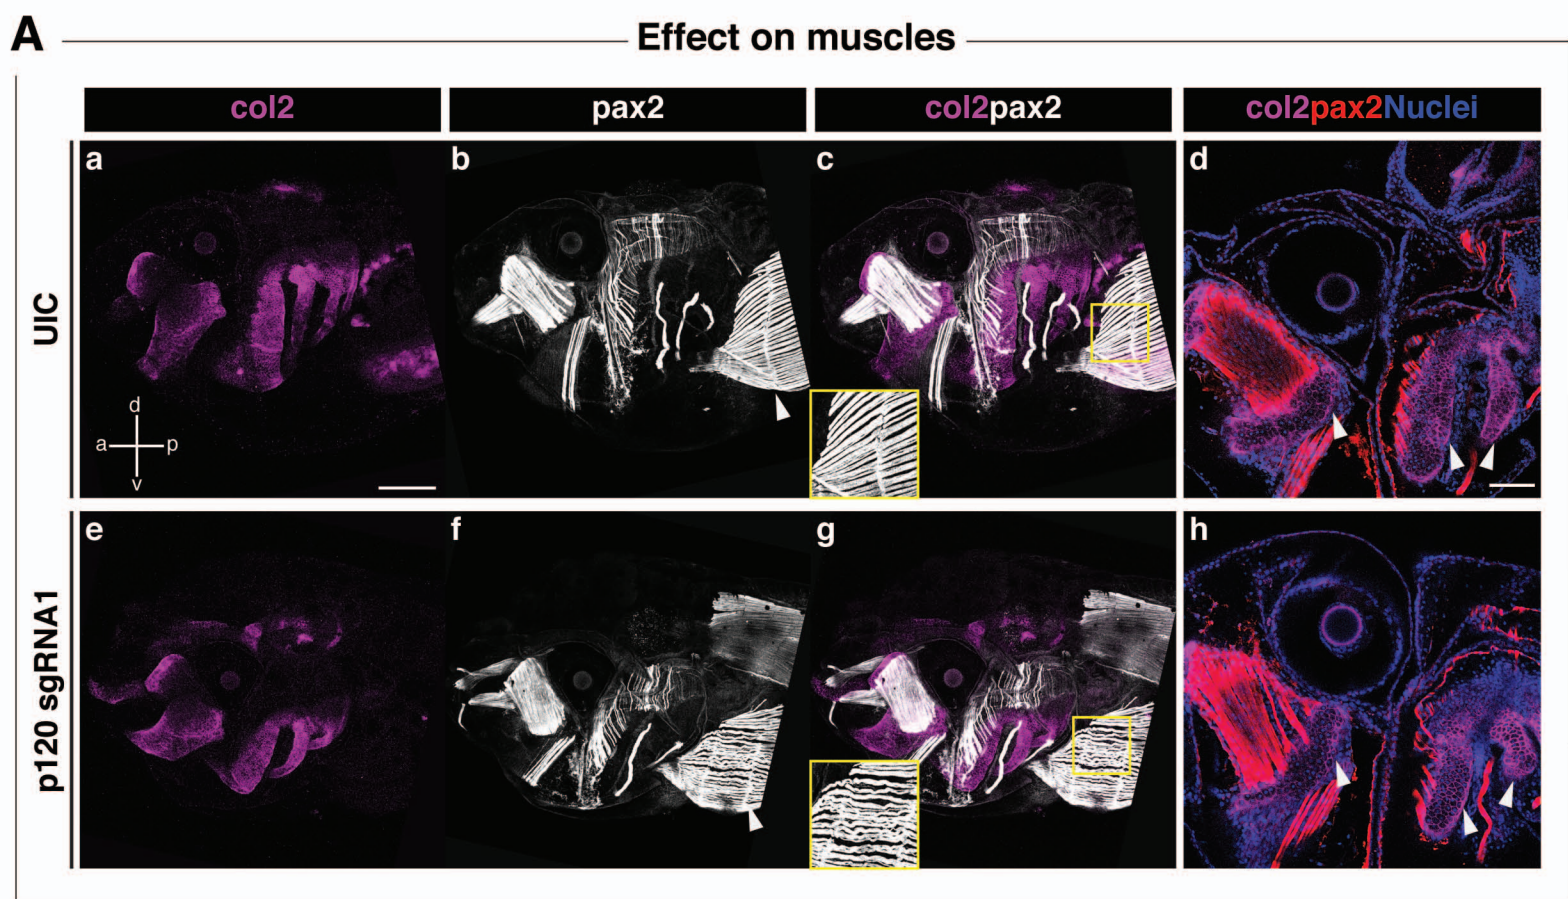 A Effect on muscles
col2 pax2 col2pax2 col2pax2Nuclei
UIC
a b c d
d
a p
v
p120 sgRNA1
e f g h